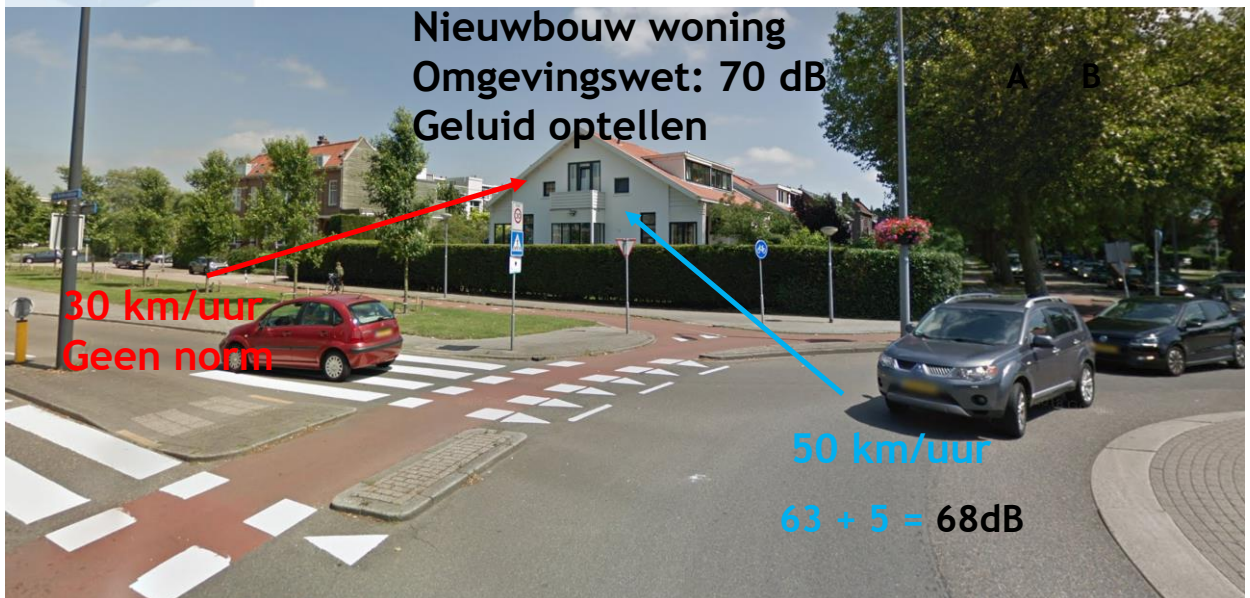 Nieuwbouw woning
Omgevingswet: 70 dB
Geluid optellen
A B
30 km/uur
Geen norm
50 km/uur
63 + 5 = 68dB